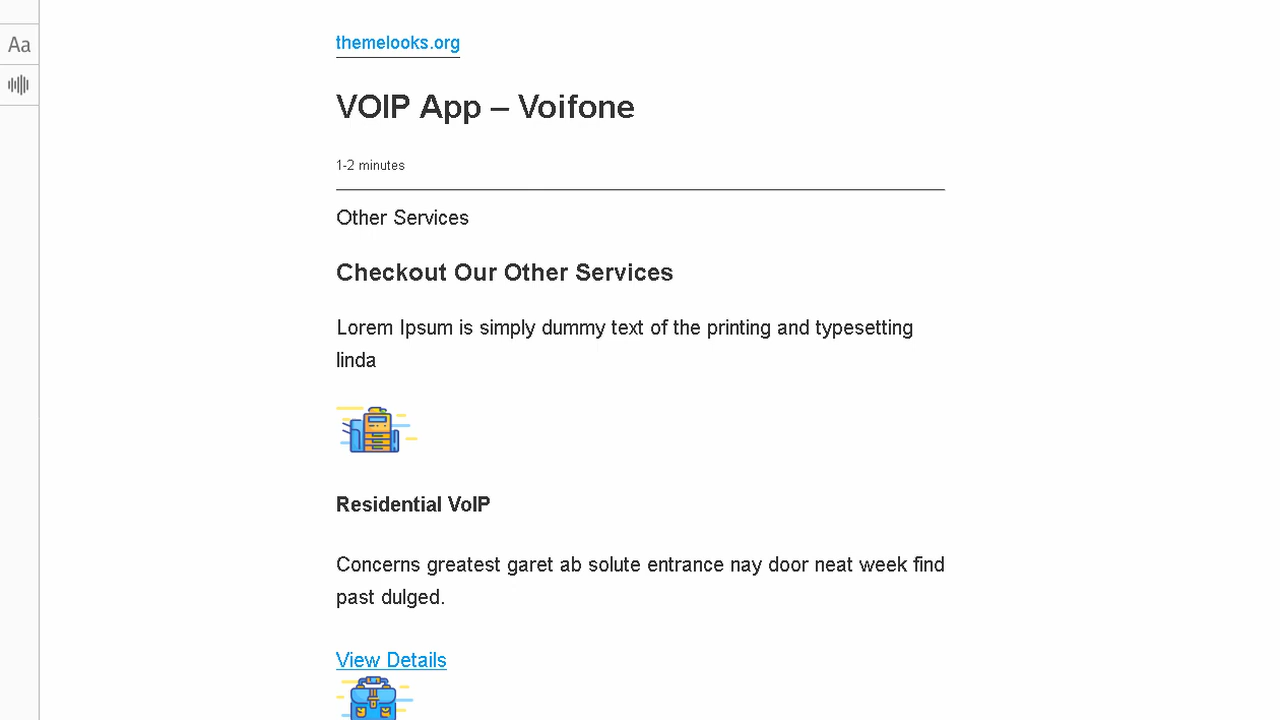 Aa
themelooks.org
VOIP App – Voifone
1-2 minutes
Other Services
Checkout Our Other Services
Lorem Ipsum is simply dummy text of the printing and typesetting
linda
Residential VoIP
Concerns greatest garet ab solute entrance nay door neat week find
past dulged.
View Details